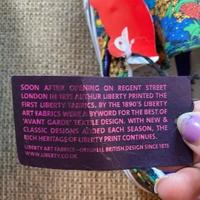 SOON AFTER OPENING ON REGENT STREET
LONDON IN 1875 ARTHUR LIBERTY PRINTED THE
FIRST LIBERTY FABRICS. BY THE 1890'S LIBERTY
ART FABRICS WERE A BYWORD FOR THE BEST OF
'AVANT GARDE' TEXTILE DESIGN. WITH NEW &
CLASSIC DESIGNS ADDED EACH SEASON, THE
RICH HERITAGE OF LIBERTY PRINT CONTINUES.
LIBERTY ART FABRICS - ORIGINAL BRITISH DESIGN SINCE 1875
WWW.LIBERTY.CO.UK